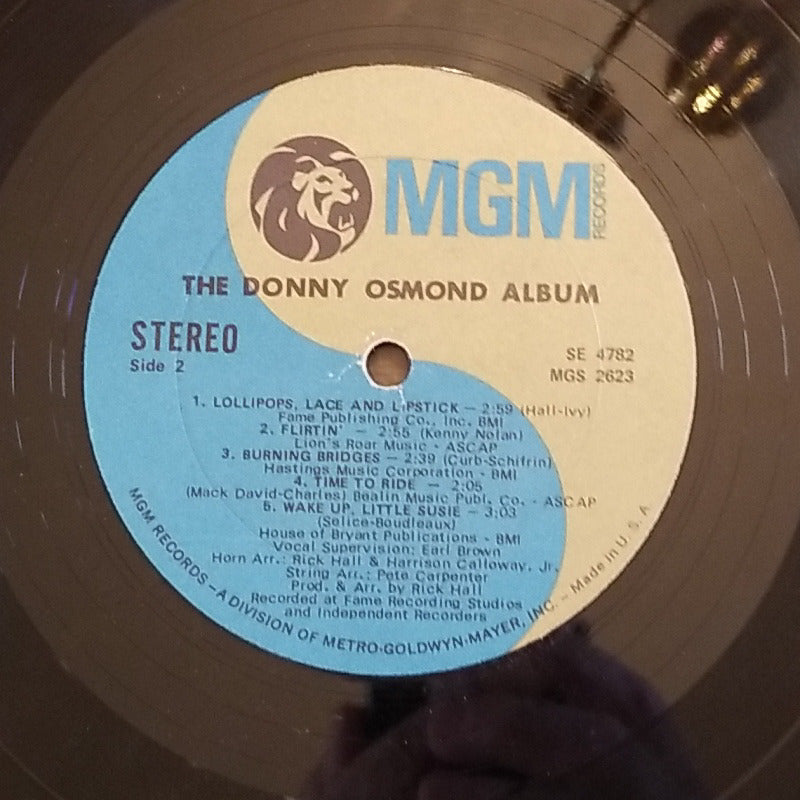 MGM
RECORDS
THE DONNY OSMOND ALBUM
STEREO
Side 2
SE 4782
MGS 2623
1. LOLLIPOPS, LACE AND LIPSTICK — 2:59 (Hall-Ivy)
Fame Publishing Co., Inc. BMI
2. FLIRTIN' — 2:55 (Kenny Nolan)
Lion's Roar Music - ASCAP
3. BURNING BRIDGES — 2:39 (Curb-Schifrin)
Hastings Music Corporation - BMI
4. TIME TO RIDE — 2:05
(Mack David-Charles) Bealin Music Publ. Co. - ASCAP
5. WAKE UP, LITTLE SUSIE — 3:03
(Selice-Boudleaux)
House of Bryant Publications - BMI
Vocal Supervision: Earl Brown
Horn Arr.: Rick Hall & Harrison Calloway, Jr.
String Arr.: Pete Carpenter
Prod. & Arr. by Rick Hall
Recorded at Fame Recording Studios
and Independent Recorders
MGM RECORDS – A DIVISION OF METRO-GOLDWYN-MAYER, INC. – Made in U. S. A